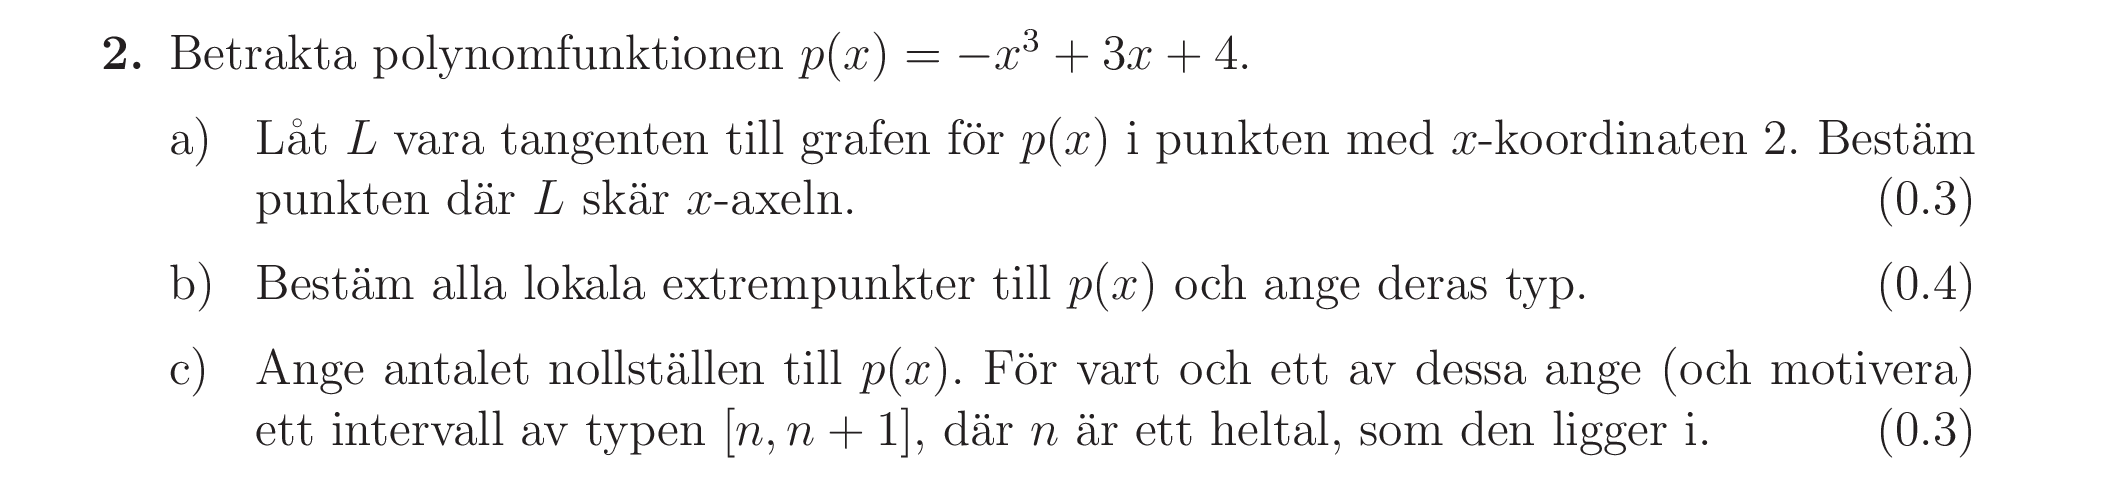 2. Betrakta polynomfunktionen p(x) = −x³ + 3x + 4.
a) Låt L vara tangenten till grafen för p(x) i punkten med x-koordinaten 2. Bestäm
punkten där L skär x-axeln. (0.3)
b) Bestäm alla lokala extrempunkter till p(x) och ange deras typ. (0.4)
c) Ange antalet nollställen till p(x). För vart och ett av dessa ange (och motivera)
ett intervall av typen [n, n + 1], där n är ett heltal, som den ligger i. (0.3)